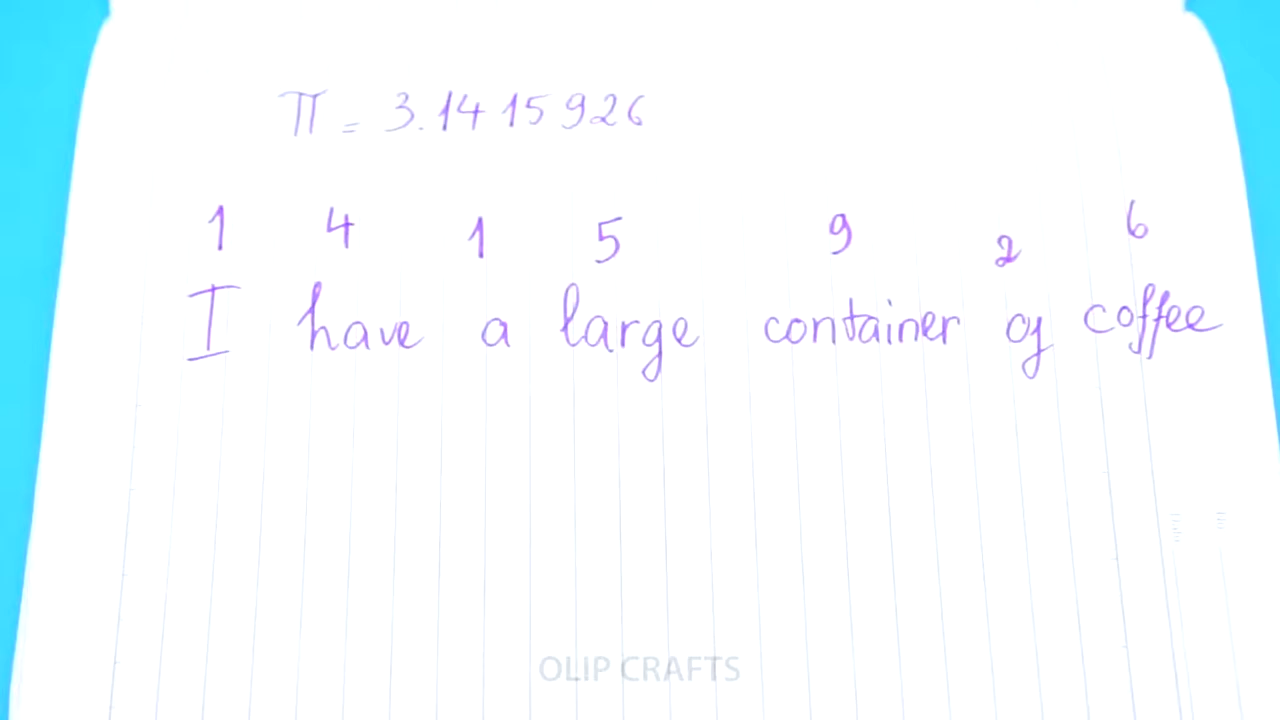 π = 3.1415926
1 4 1 5 9 2 6
I have a large container of coffee
OLIP CRAFTS